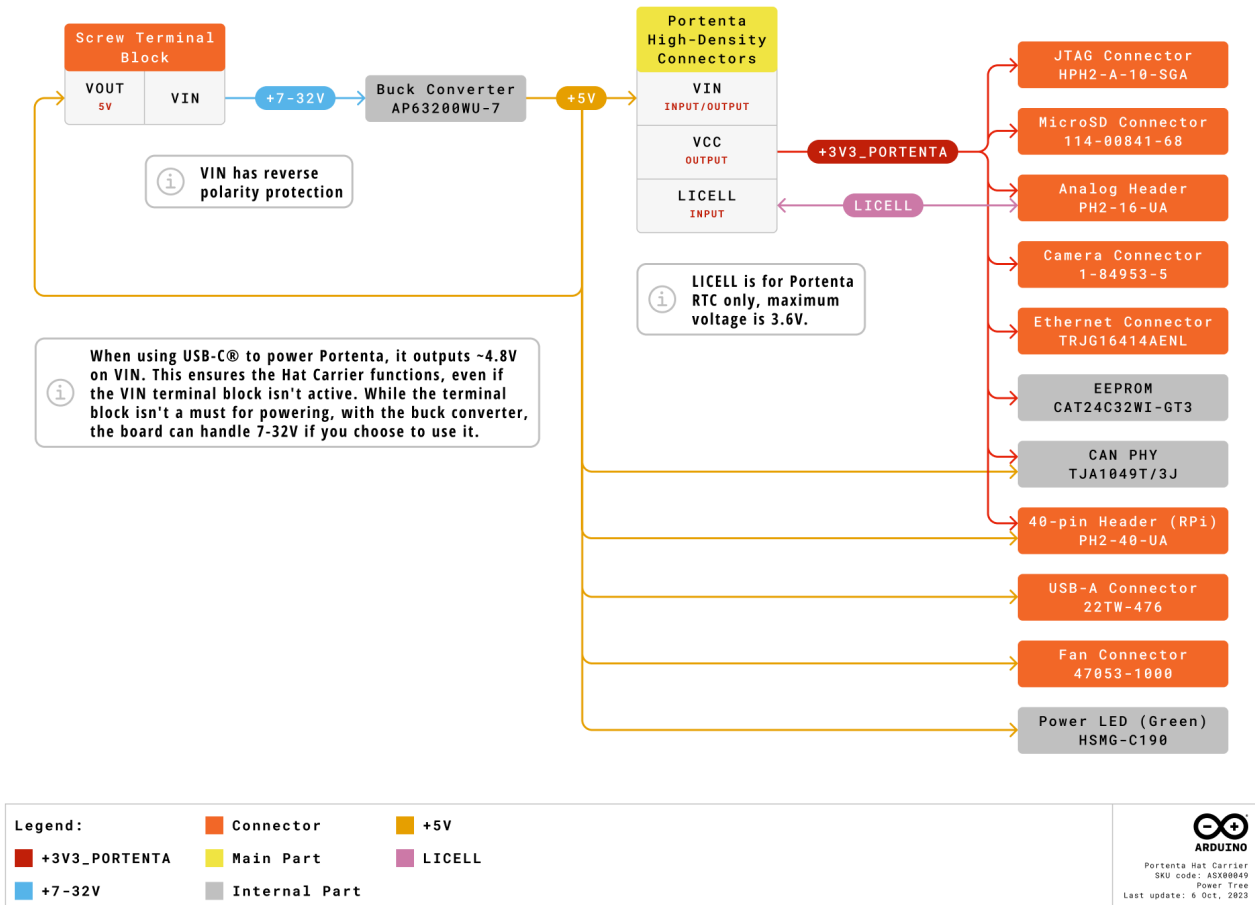 Screw Terminal
Block
VOUT
5V
VIN
+7-32V
Buck Converter
AP63200WU-7
+5V
Portenta
High-Density
Connectors
VIN
INPUT/OUTPUT
VCC
OUTPUT
LICELL
INPUT
+3V3_PORTENTA
LICELL
JTAG Connector
HPH2-A-10-SGA
MicroSD Connector
114-00841-68
Analog Header
PH2-16-UA
Camera Connector
1-84953-5
Ethernet Connector
TRJG16414AENL
EEPROM
CAT24C32WI-GT3
CAN PHY
TJA1049T/3J
40-pin Header (RPi)
PH2-40-UA
USB-A Connector
22TW-476
Fan Connector
47053-1000
Power LED (Green)
HSMG-C190
VIN has reverse
polarity protection
LICELL is for Portenta
RTC only, maximum
voltage is 3.6V.
When using USB-C® to power Portenta, it outputs ~4.8V
on VIN. This ensures the Hat Carrier functions, even if
the VIN terminal block isn't active. While the terminal
block isn't a must for powering, with the buck converter,
the board can handle 7-32V if you choose to use it.
Legend:
+3V3_PORTENTA
+7-32V
Connector
Main Part
Internal Part
+5V
LICELL
ARDUINO
Portenta Hat Carrier
SKU code: ASX00049
Power Tree
Last update: 6 Oct, 2023